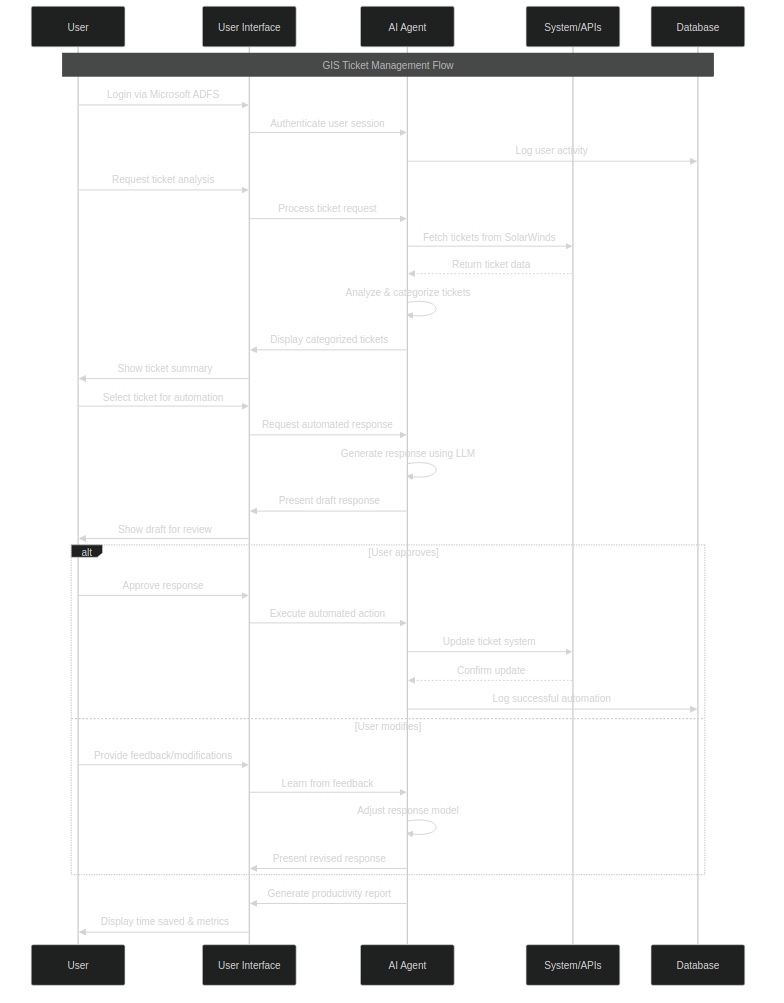 User
User Interface
AI Agent
System/APIs
Database
GIS Ticket Management Flow
Login via Microsoft ADFS
Authenticate user session
Log user activity
Request ticket analysis
Process ticket request
Fetch tickets from SolarWinds
Return ticket data
Analyze & categorize tickets
Display categorized tickets
Show ticket summary
Select ticket for automation
Request automated response
Generate response using LLM
Present draft response
Show draft for review
alt
[User approves]
Approve response
Execute automated action
Update ticket system
Confirm update
Log successful automation
[User modifies]
Provide feedback/modifications
Learn from feedback
Adjust response model
Present revised response
Generate productivity report
Display time saved & metrics
User
User Interface
AI Agent
System/APIs
Database